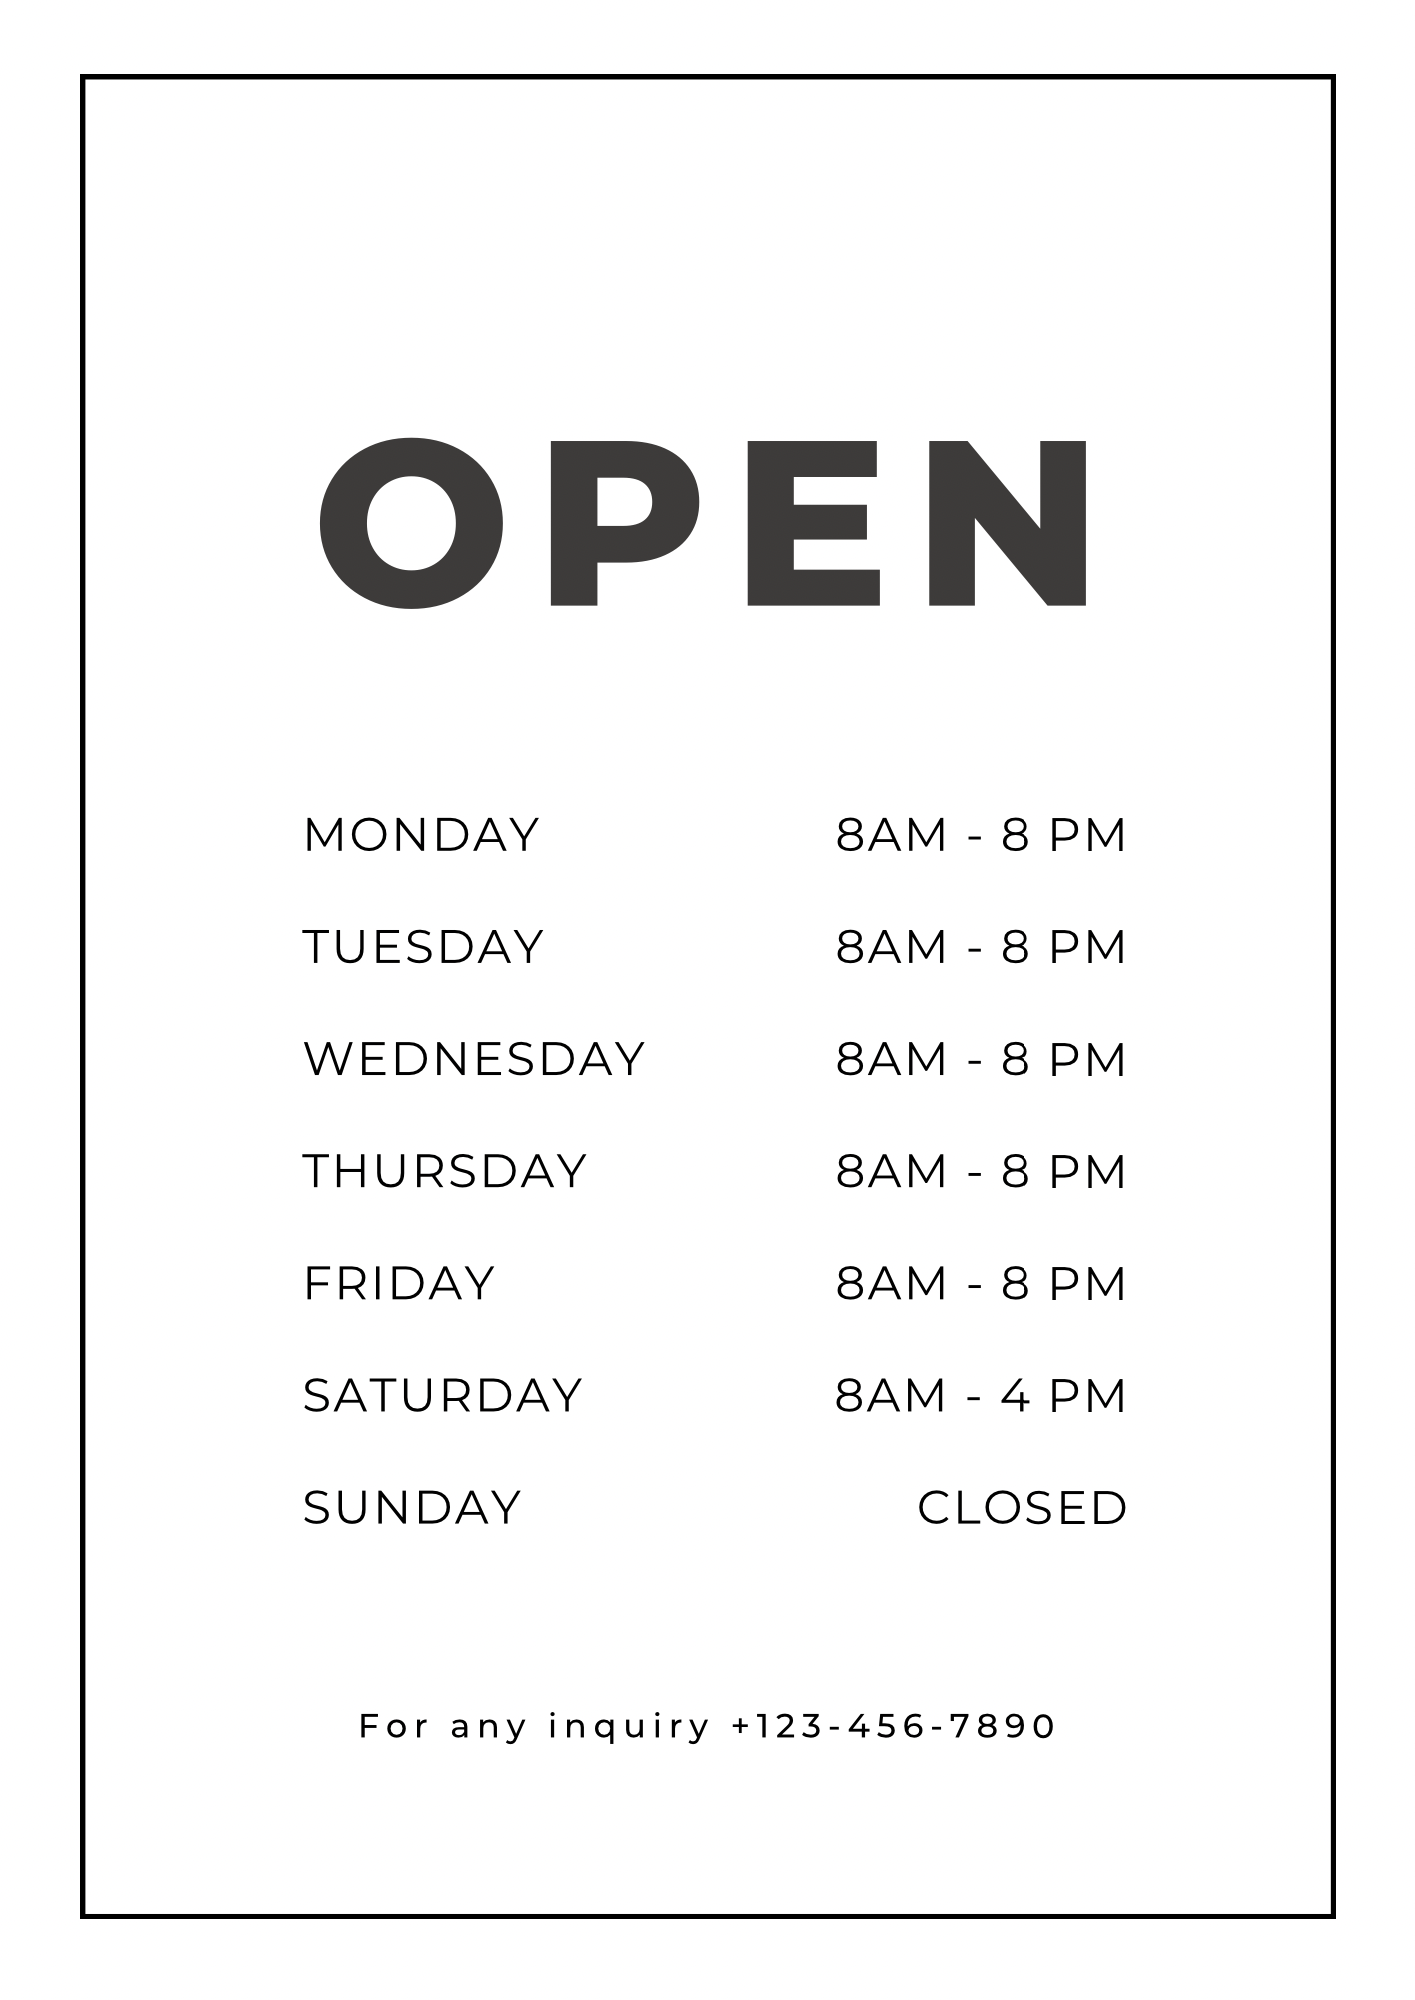 OPEN
MONDAY 8AM - 8 PM
TUESDAY 8AM - 8 PM
WEDNESDAY 8AM - 8 PM
THURSDAY 8AM - 8 PM
FRIDAY 8AM - 8 PM
SATURDAY 8AM - 4 PM
SUNDAY CLOSED
For any inquiry +123-456-7890